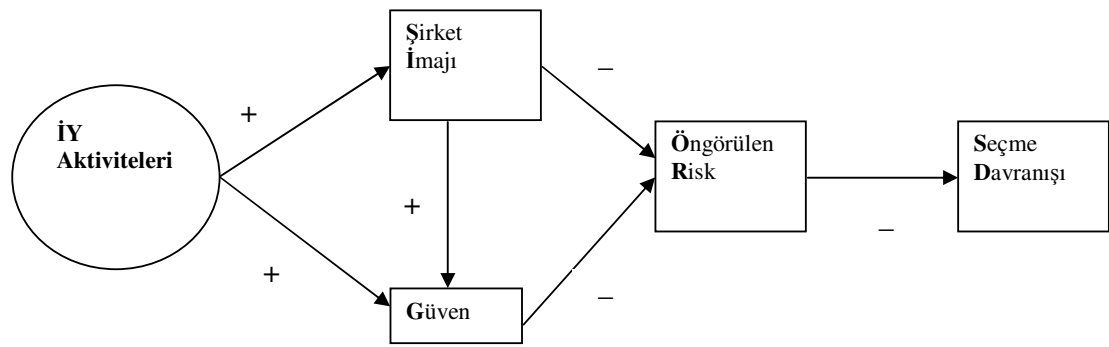 Şirket
İmajı
–
+
İY
Aktiviteleri
Öngörülen
Risk
Seçme
Davranışı
+
–
+
–
Güven